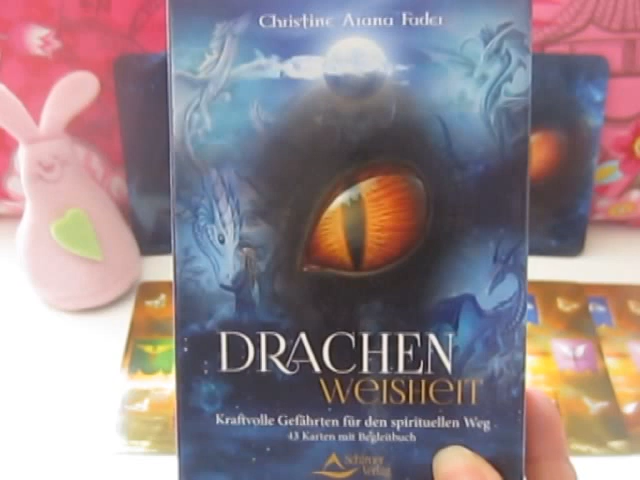 Christine Arana Fader
DRACHEN
WEISHEIT
Kraftvolle Gefährten für den spirituellen Weg
43 Karten mit Begleitbuch
Schirner
Verlag